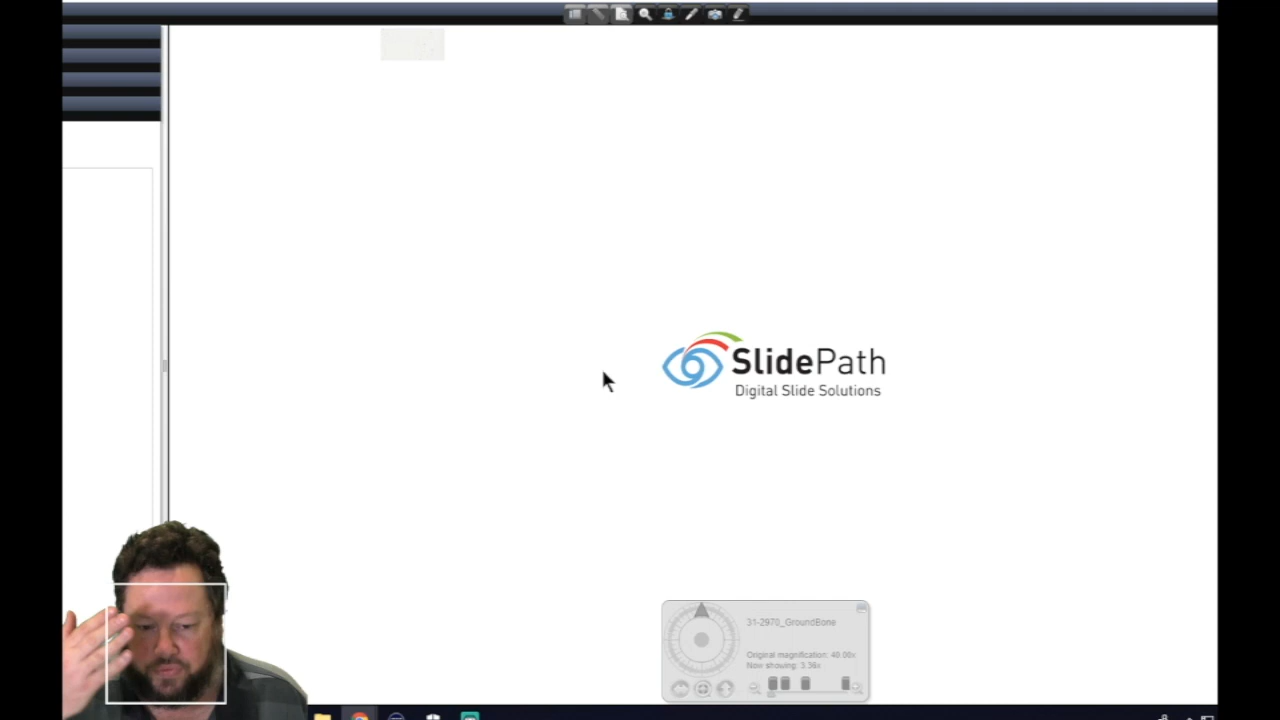 SlidePath
Digital Slide Solutions
31-2970_GroundBone
Original magnification: 40.00x
Now showing: 3.36x